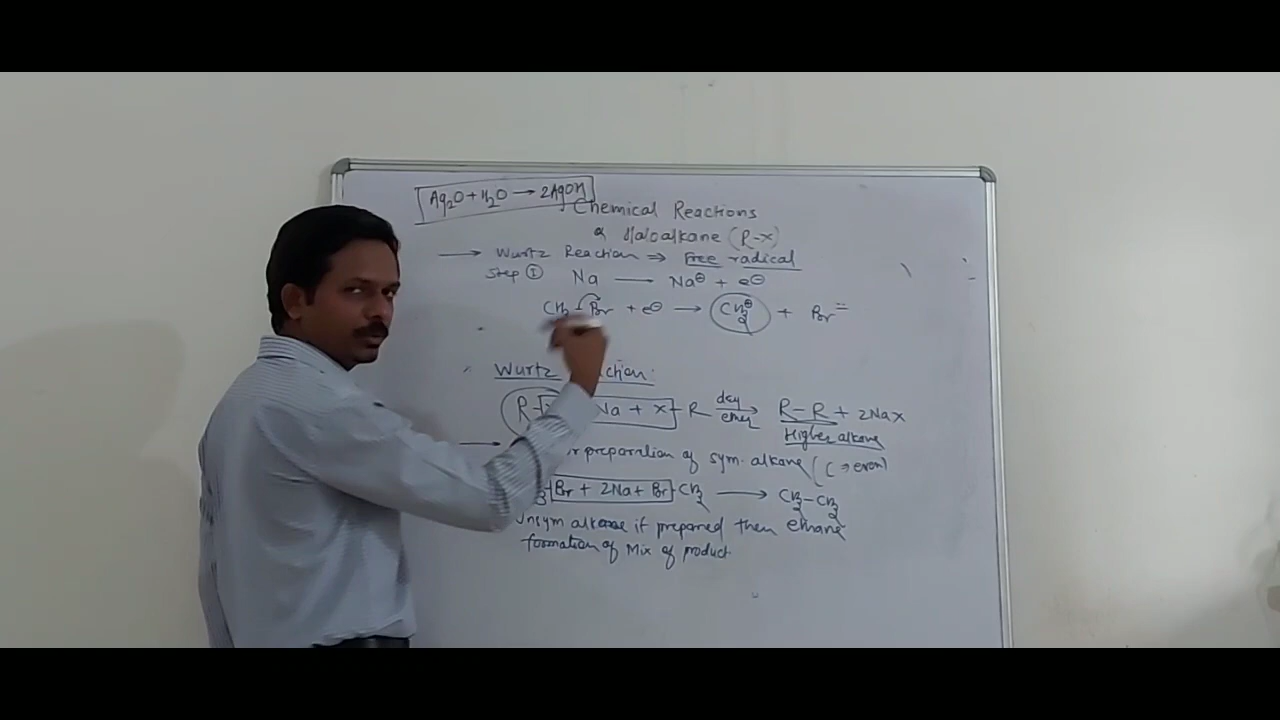 Ag₂O + H₂O → 2AgOH
Chemical Reactions
of Haloalkane (R-X)
→ Wurtz Reaction ⇒ Free radical
Step ① Na → Na⊕ + e⊖
CH₃ - Br + e⊖ → + Br
Wurtz
R- Na + X - R dry ether → R-R + 2NaX
Higher alkane
→ preparation of sym. alkane (C ⇒ even)
Br + 2Na + Br - CH₃ → CH₃-CH₃
Unsym alkane if prepared then ethane
formation of Mix of product